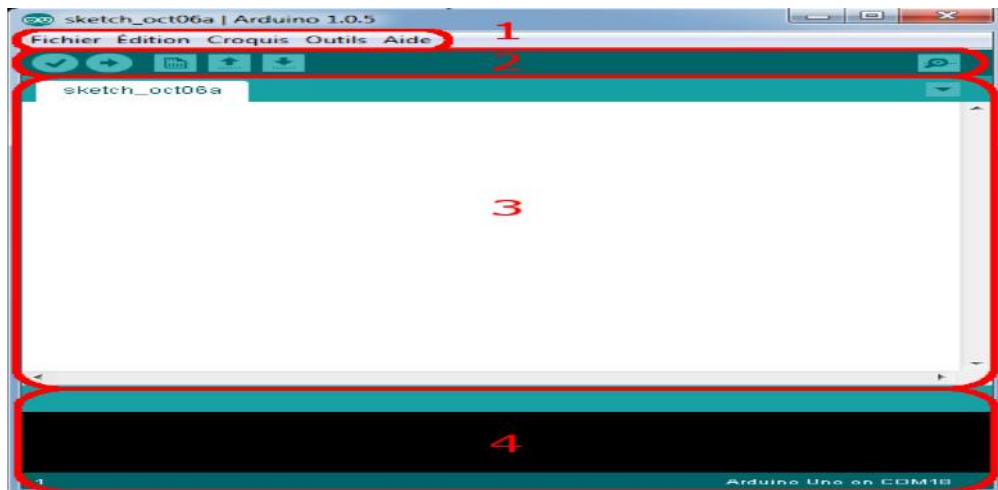 sketch_oct06a | Arduino 1.0.5
Fichier Édition Croquis Outils Aide
1
2
sketch_oct06a
3
4
1
Arduino Uno on COM18